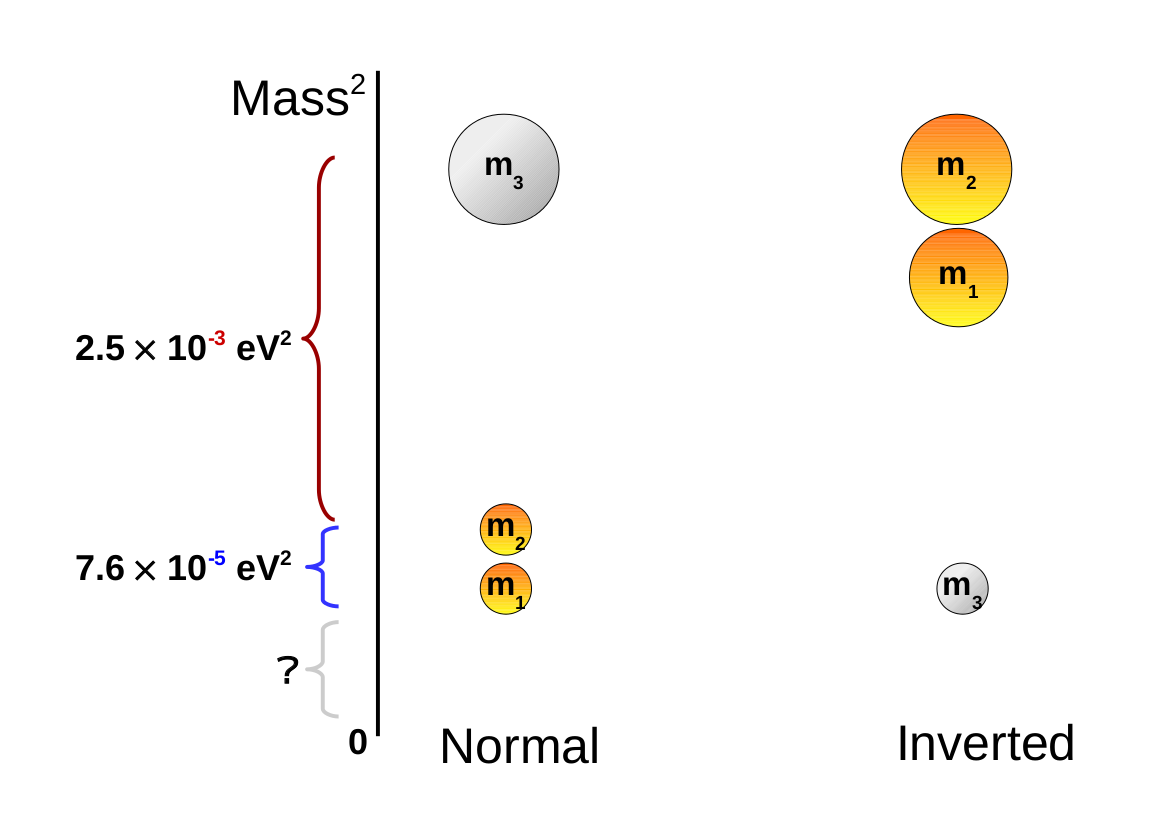 Mass²
m₃
m₂
m₁
2.5 × 10⁻³ eV²
m₂
7.6 × 10⁻⁵ eV²
m₁
m₃
?
0
Normal
Inverted